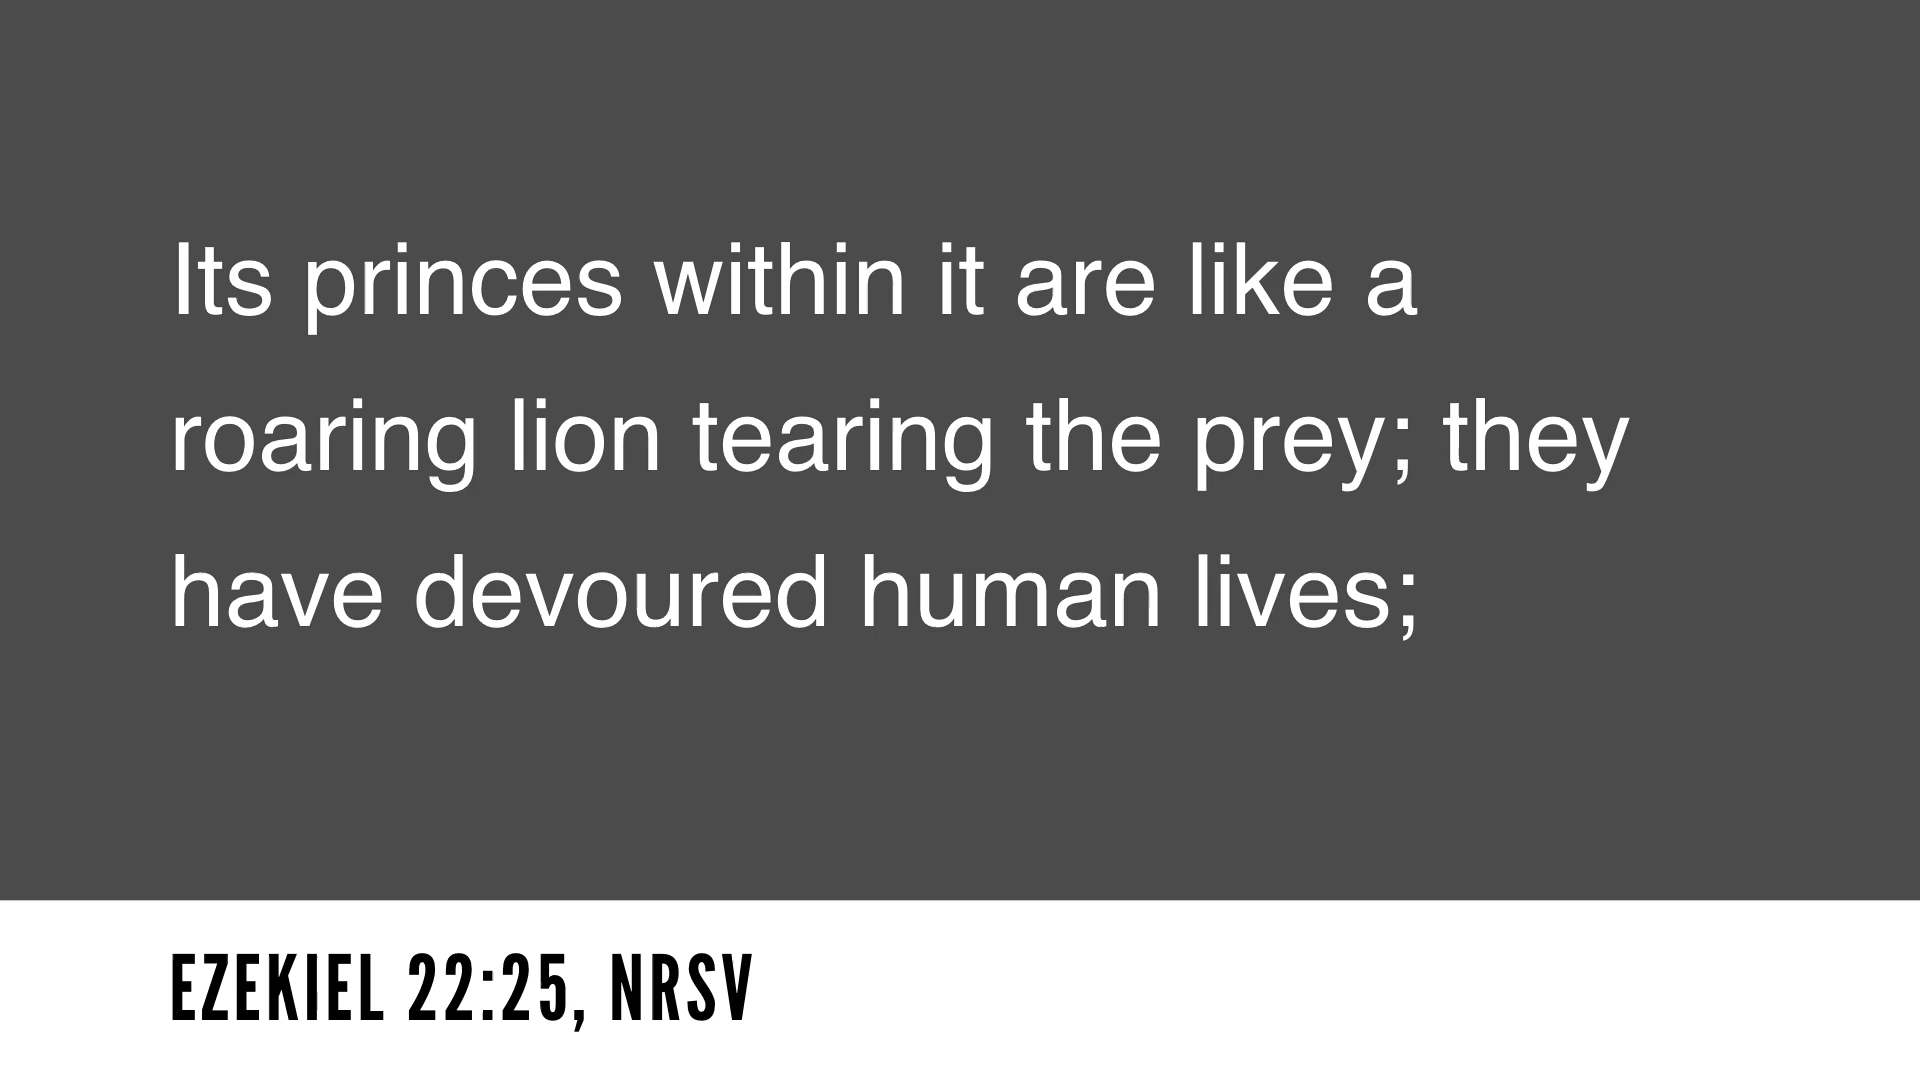 Its princes within it are like a
roaring lion tearing the prey; they
have devoured human lives;
EZEKIEL 22:25, NRSV